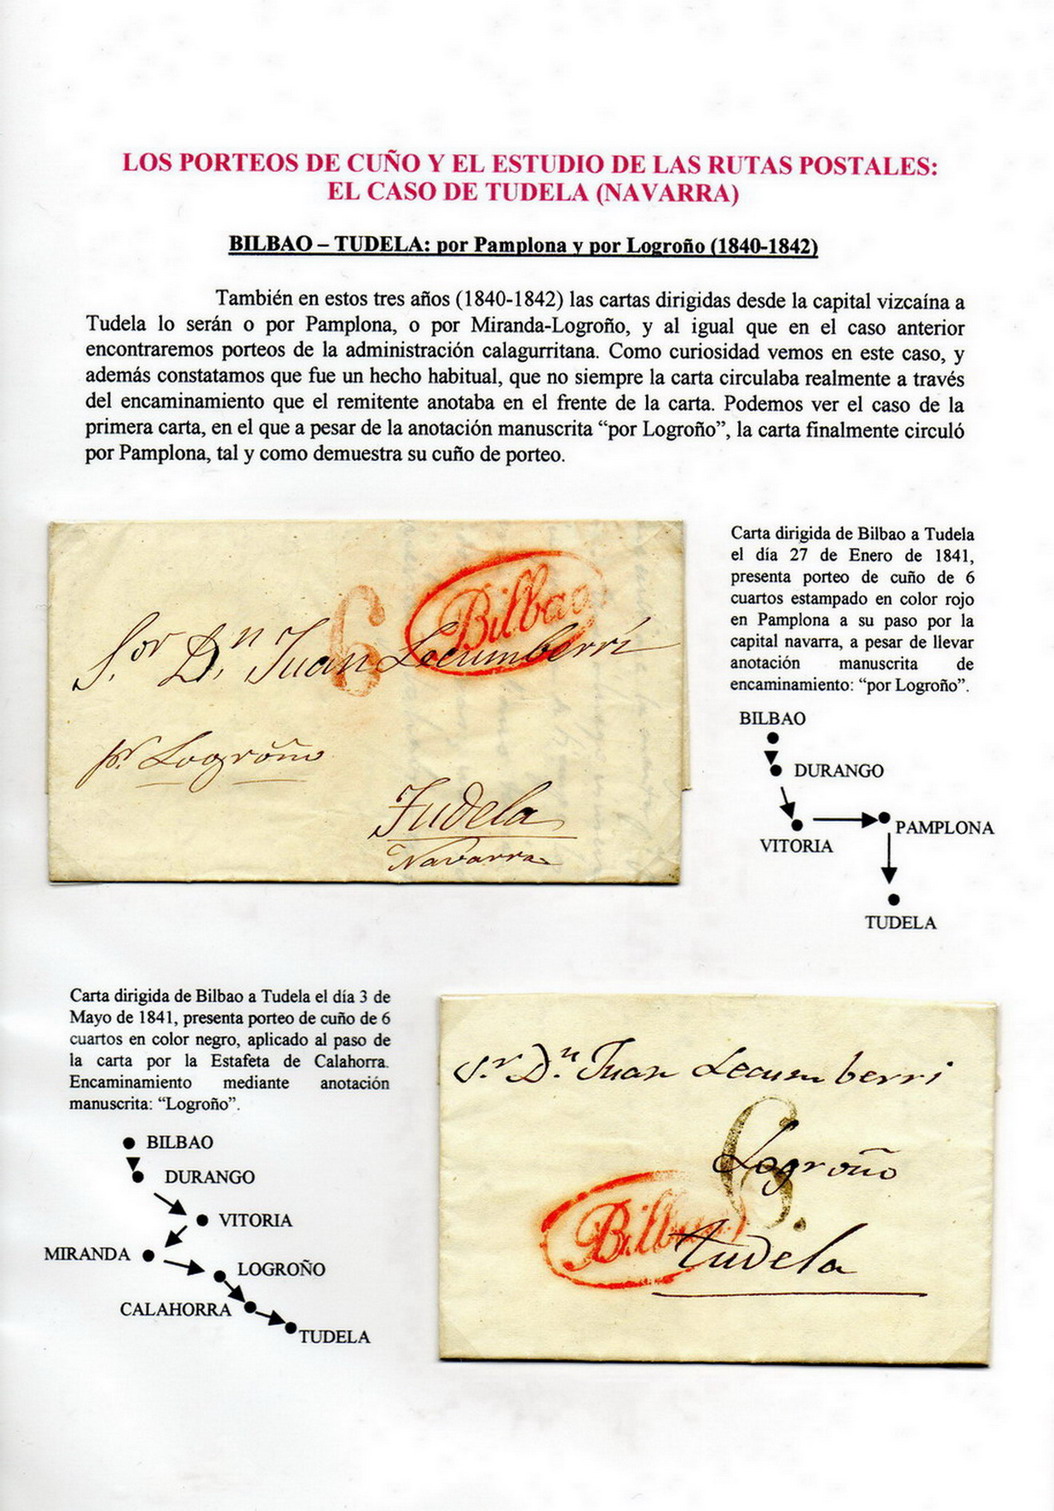 LOS PORTEOS DE CUÑO Y EL ESTUDIO DE LAS RUTAS POSTALES:
EL CASO DE TUDELA (NAVARRA)
BILBAO – TUDELA: por Pamplona y por Logroño (1840-1842)
También en estos tres años (1840-1842) las cartas dirigidas desde la capital vizcaína a
Tudela lo serán o por Pamplona, o por Miranda-Logroño, y al igual que en el caso anterior
encontraremos porteos de la administración calagurritana. Como curiosidad vemos en este caso, y
además constatamos que fue un hecho habitual, que no siempre la carta circulaba realmente a través
del encaminamiento que el remitente anotaba en el frente de la carta. Podemos ver el caso de la
primera carta, en el que a pesar de la anotación manuscrita “por Logroño”, la carta finalmente circuló
por Pamplona, tal y como demuestra su cuño de porteo.
6
Bilbao
Sor Dn Juan Lecumberri
pr Logroño
Tudela
Navarra
Carta dirigida de Bilbao a Tudela
el día 27 de Enero de 1841,
presenta porteo de cuño de 6
cuartos estampado en color rojo
en Pamplona a su paso por la
capital navarra, a pesar de llevar
anotación manuscrita de
encaminamiento: “por Logroño”.
BILBAO
DURANGO
VITORIA
PAMPLONA
TUDELA
Carta dirigida de Bilbao a Tudela el día 3 de
Mayo de 1841, presenta porteo de cuño de 6
cuartos en color negro, aplicado al paso de
la carta por la Estafeta de Calahorra.
Encaminamiento mediante anotación
manuscrita: “Logroño”.
BILBAO
DURANGO
VITORIA
MIRANDA
LOGROÑO
CALAHORRA
TUDELA
Sr Dn Juan Lecumberri
6.
Logroño
Bilbao
tudela